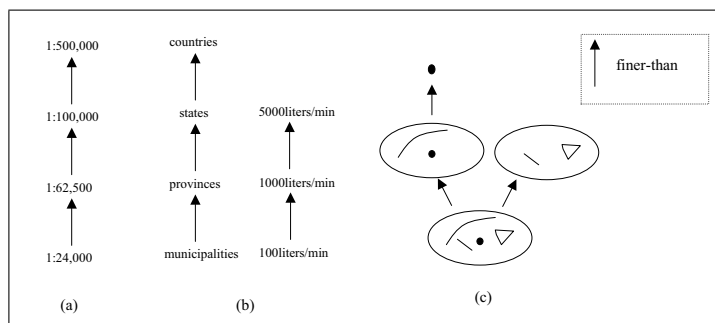 1:500,000
1:100,000
1:62,500
1:24,000
(a)
countries
states
provinces
municipalities
5000liters/min
1000liters/min
100liters/min
(b)
(c)
finer-than